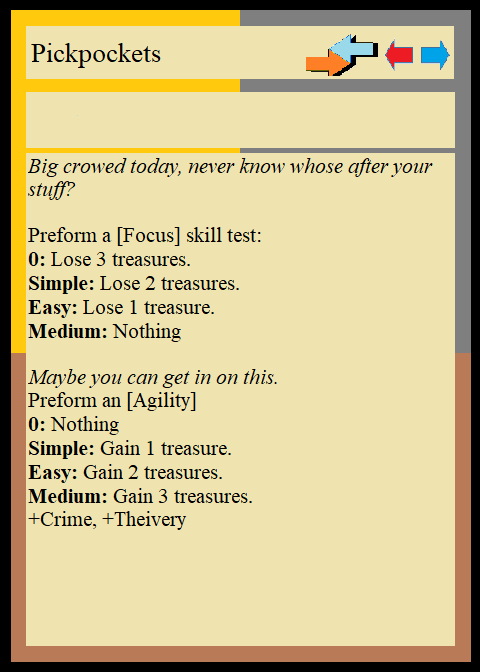 Pickpockets
Big crowed today, never know whose after your
stuff?
Preform a [Focus] skill test:
0: Lose 3 treasures.
Simple: Lose 2 treasures.
Easy: Lose 1 treasure.
Medium: Nothing
Maybe you can get in on this.
Preform an [Agility]
0: Nothing
Simple: Gain 1 treasure.
Easy: Gain 2 treasures.
Medium: Gain 3 treasures.
+Crime, +Theivery